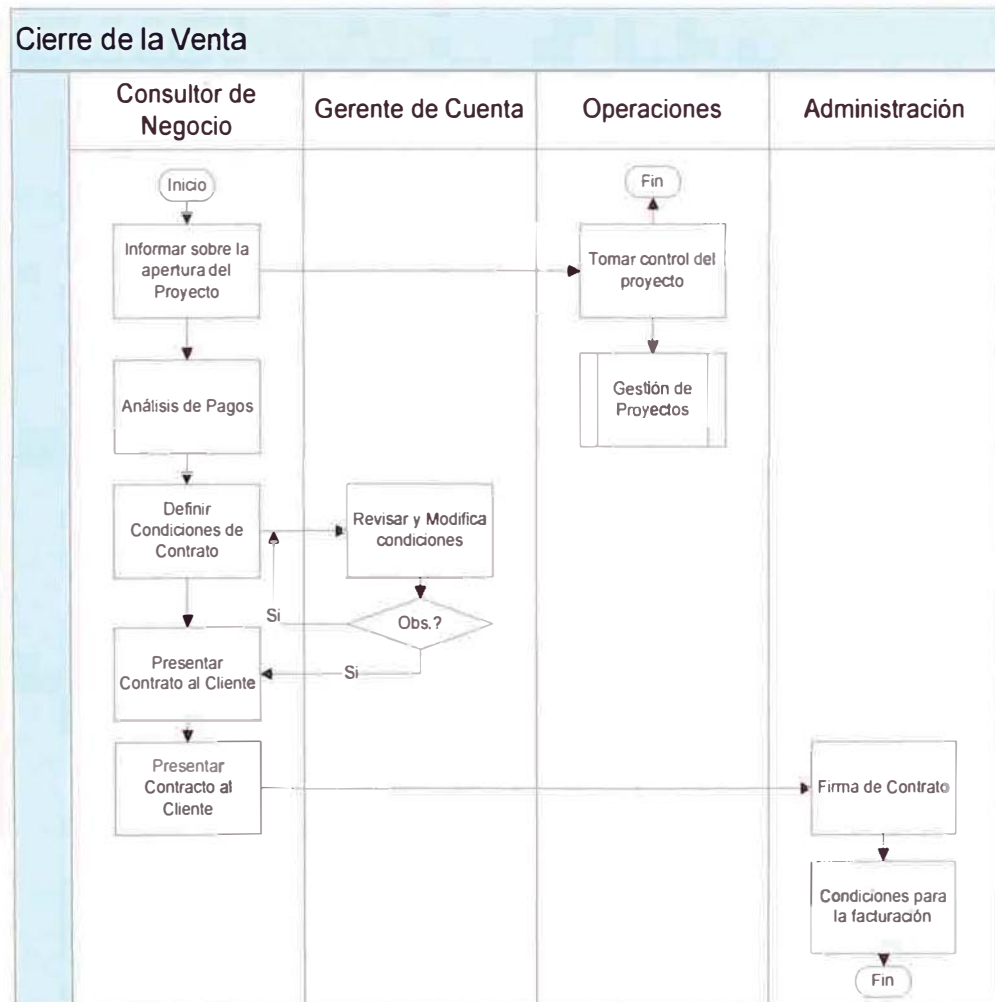 Cierre de la Venta
Consultor de
Negocio
Gerente de Cuenta
Operaciones
Administración
Inicio
Fin
Informar sobre la
apertura del
Proyecto
Tomar control del
proyecto
Análisis de Pagos
Gestión de
Proyectos
Definir
Condiciones de
Contrato
Revisar y Modifica
condiciones
Si
Obs.?
Presentar
Contrato al Cliente
Si
Presentar
Contracto al
Cliente
Firma de Contrato
Condiciones para
la facturación
Fin